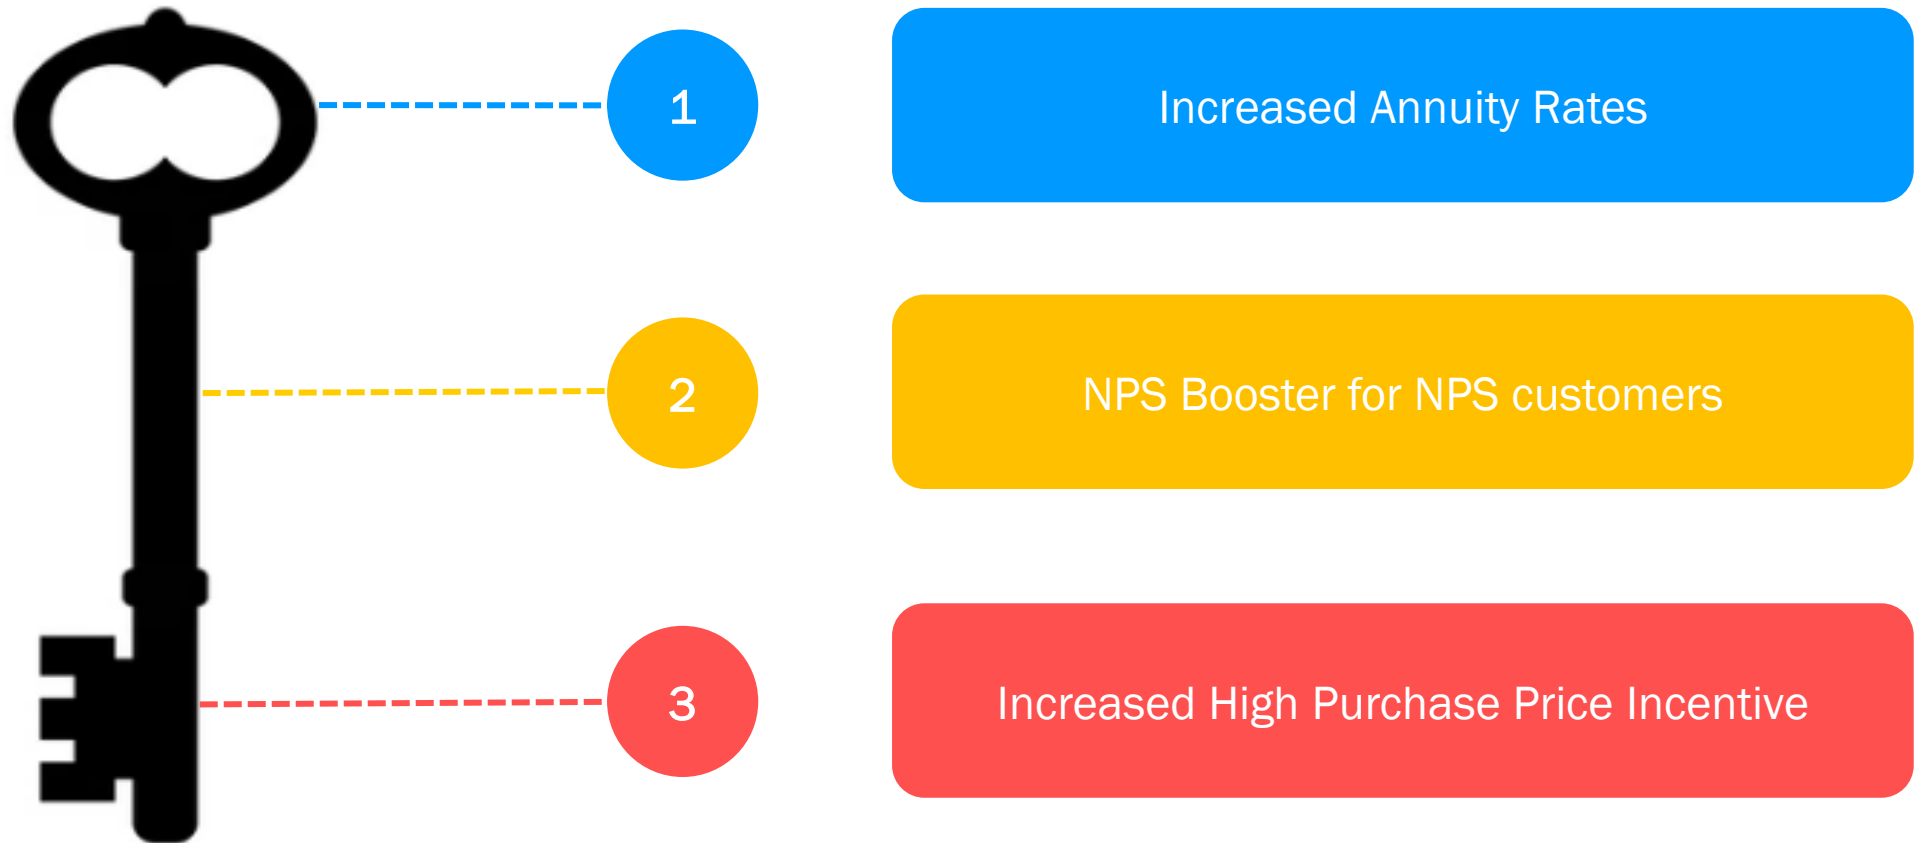 1
Increased Annuity Rates
2
NPS Booster for NPS customers
3
Increased High Purchase Price Incentive